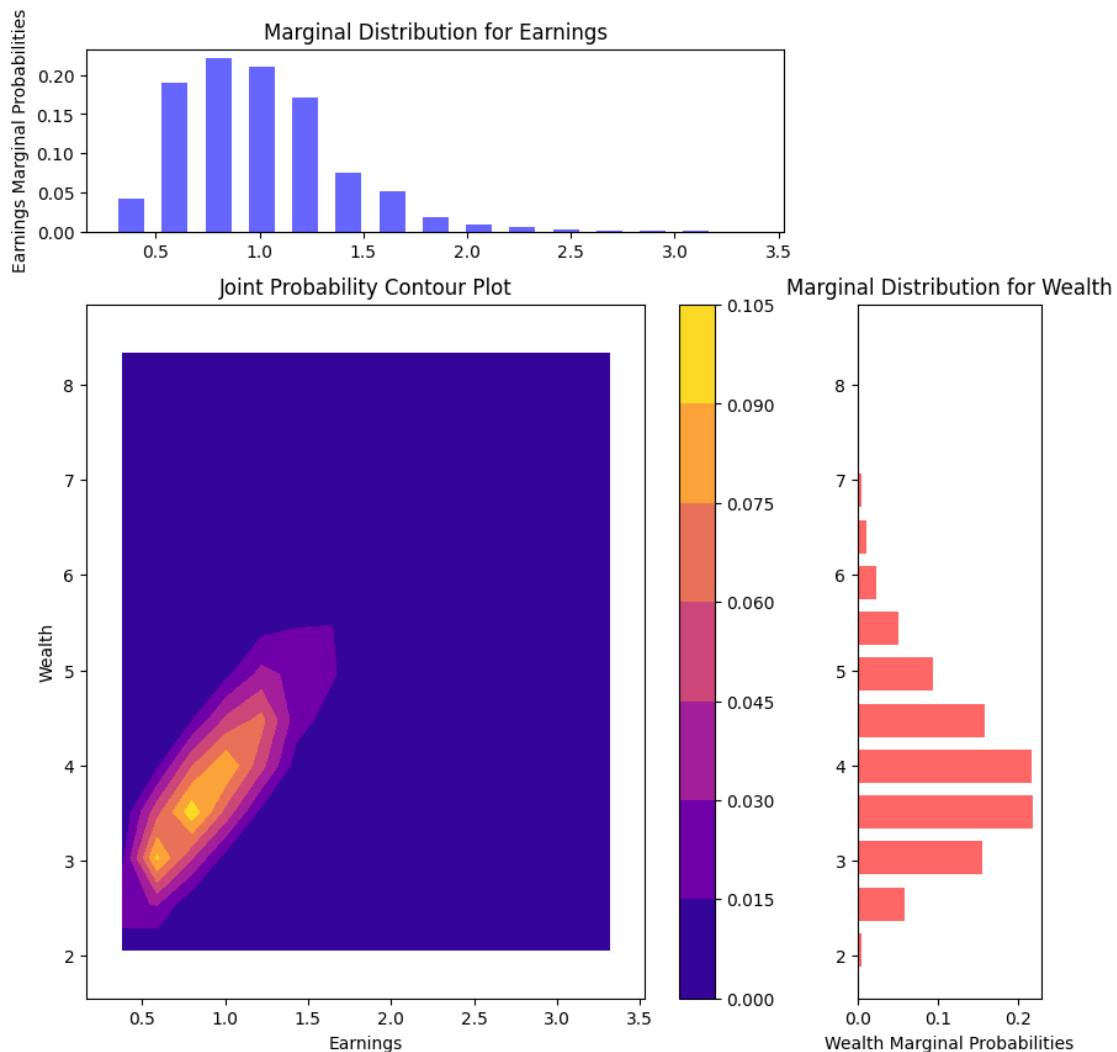 Marginal Distribution for Earnings
Earnings Marginal Probabilities
0.20
0.15
0.10
0.05
0.00
0.5 1.0 1.5 2.0 2.5 3.0 3.5
Joint Probability Contour Plot
Wealth
8
7
6
5
4
3
2
0.5 1.0 1.5 2.0 2.5 3.0 3.5
Earnings
0.105
0.090
0.075
0.060
0.045
0.030
0.015
0.000
Marginal Distribution for Wealth
8
7
6
5
4
3
2
0.0 0.1 0.2
Wealth Marginal Probabilities